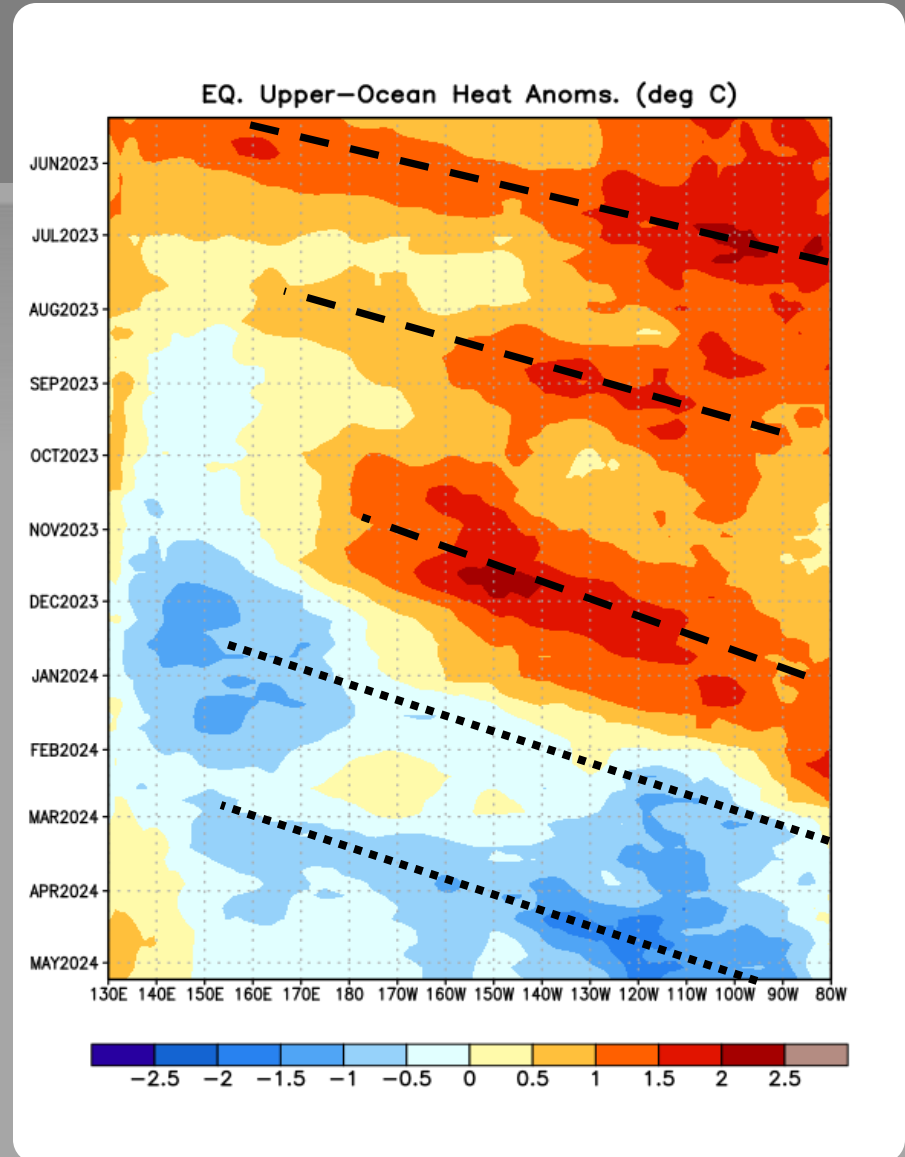 EQ. Upper-Ocean Heat Anoms. (deg C)
JUN2023
JUL2023
AUG2023
SEP2023
OCT2023
NOV2023
DEC2023
JAN2024
FEB2024
MAR2024
APR2024
MAY2024
130E 140E 150E 160E 170E 180 170W 160W 150W 140W 130W 120W 110W 100W 90W 80W
−2.5 −2 −1.5 −1 −0.5 0 0.5 1 1.5 2 2.5